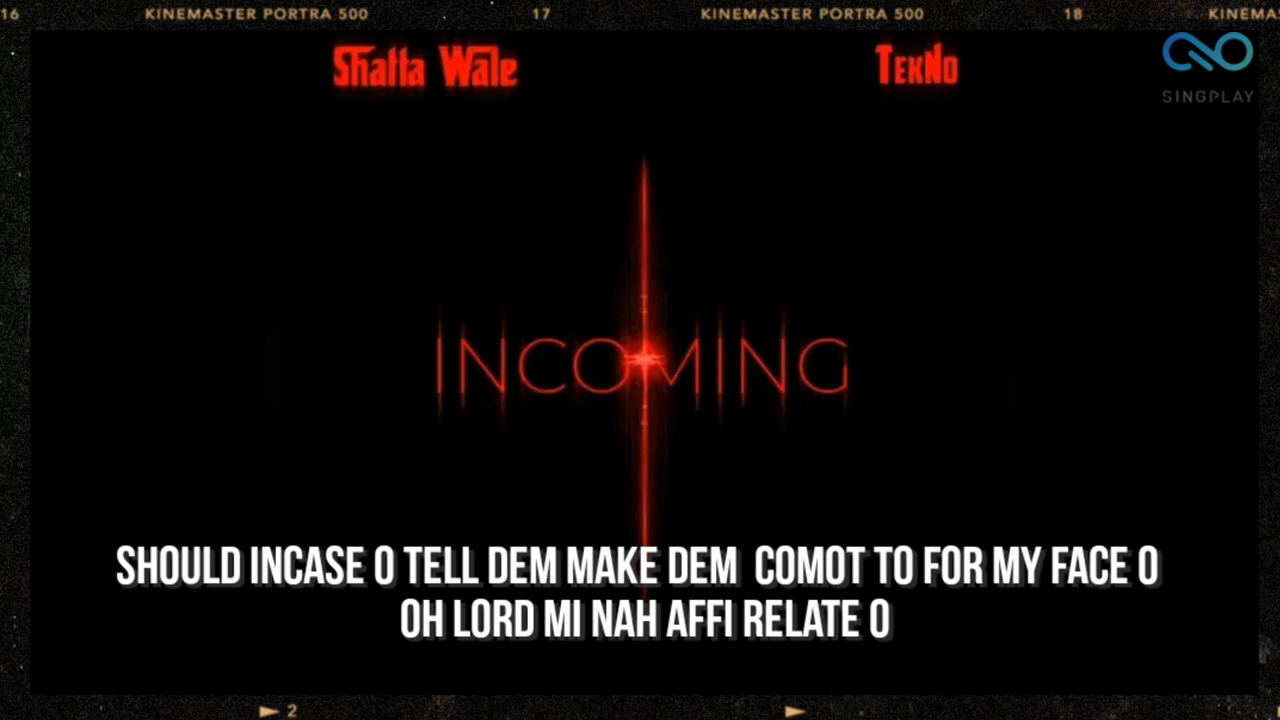 16 KINEMASTER PORTRA 500 17 KINEMASTER PORTRA 500 18 KINEMA
Shatta Wale TEKNO
SINGPLAY
INCOMING
SHOULD INCASE O TELL DEM MAKE DEM COMOT TO FOR MY FACE O
OH LORD MI NAH AFFI RELATE O
2